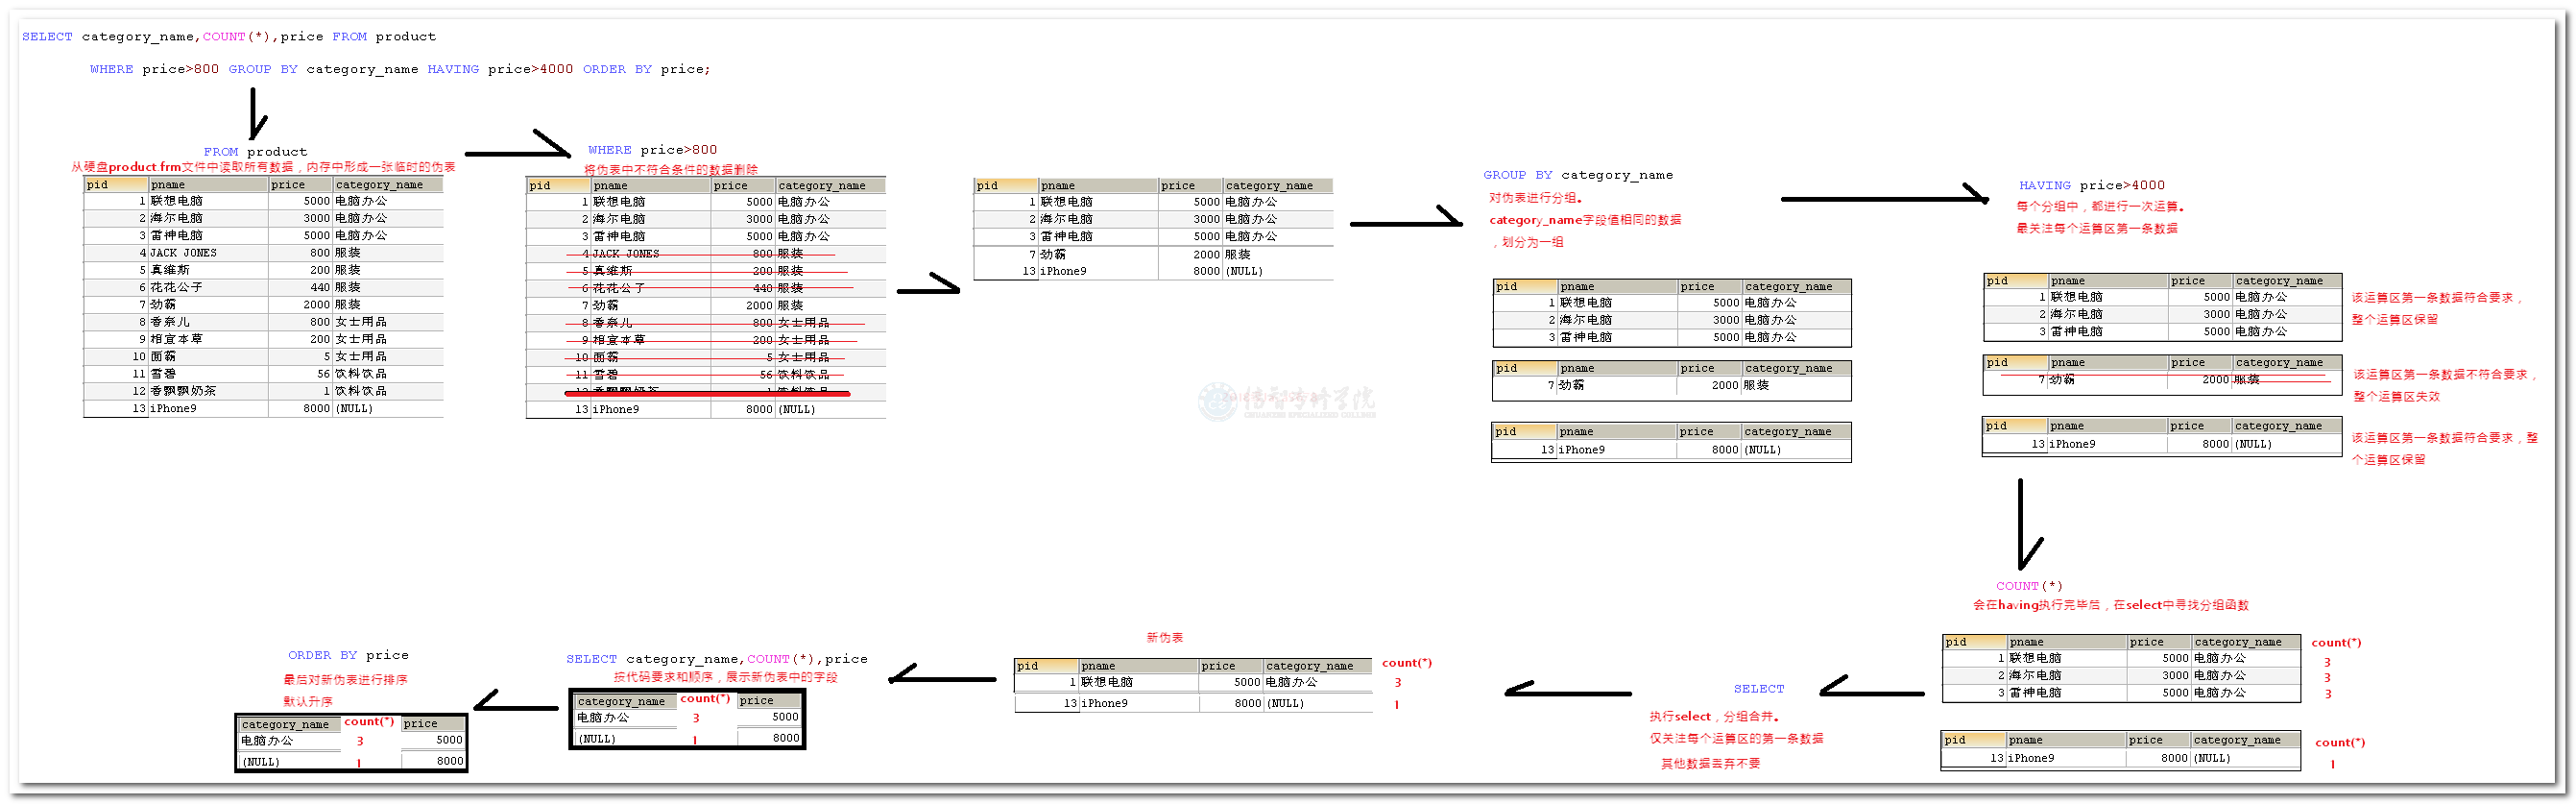 SELECT category_name,COUNT(*),price FROM product
WHERE price>800 GROUP BY category_name HAVING price>4000 ORDER BY price;
FROM product
从硬盘product.frm文件中读取所有数据，内存中形成一张临时的伪表
pid pname price category_name
1 联想电脑 5000 电脑办公
2 海尔电脑 3000 电脑办公
3 雷神电脑 5000 电脑办公
4 JACK JONES 800 服装
5 真维斯 200 服装
6 花花公子 440 服装
7 劲霸 2000 服装
8 香奈儿 800 女士用品
9 相宜本草 200 女士用品
10 面霸 5 女士用品
11 雪碧 56 饮料饮品
12 香飘飘奶茶 1 饮料饮品
13 iPhone9 8000 (NULL)
WHERE price>800
将伪表中不符合条件的数据删除
pid pname price category_name
1 联想电脑 5000 电脑办公
2 海尔电脑 3000 电脑办公
3 雷神电脑 5000 电脑办公
4 JACK JONES 800 服装
5 真维斯 200 服装
6 花花公子 440 服装
7 劲霸 2000 服装
8 香奈儿 800 女士用品
9 相宜本草 200 女士用品
10 面霸 5 女士用品
11 雪碧 56 饮料饮品
12 香飘飘奶茶 1 饮料饮品
13 iPhone9 8000 (NULL)
pid pname price category_name
1 联想电脑 5000 电脑办公
2 海尔电脑 3000 电脑办公
3 雷神电脑 5000 电脑办公
7 劲霸 2000 服装
13 iPhone9 8000 (NULL)
GROUP BY category_name
对伪表进行分组。
category_name字段值相同的数据
，划分为一组
pid pname price category_name
1 联想电脑 5000 电脑办公
2 海尔电脑 3000 电脑办公
3 雷神电脑 5000 电脑办公
pid pname price category_name
7 劲霸 2000 服装
pid pname price category_name
13 iPhone9 8000 (NULL)
HAVING price>4000
每个分组中，都进行一次运算。
最关注每个运算区第一条数据
pid pname price category_name
1 联想电脑 5000 电脑办公
2 海尔电脑 3000 电脑办公
3 雷神电脑 5000 电脑办公
该运算区第一条数据符合要求，
整个运算区保留
pid pname price category_name
7 劲霸 2000 服装
该运算区第一条数据不符合要求，
整个运算区失效
pid pname price category_name
13 iPhone9 8000 (NULL)
该运算区第一条数据符合要求，整
个运算区保留
COUNT(*)
会在having执行完毕后，在select中寻找分组函数
pid pname price category_name count(*)
1 联想电脑 5000 电脑办公 3
2 海尔电脑 3000 电脑办公 3
3 雷神电脑 5000 电脑办公 3
pid pname price category_name count(*)
13 iPhone9 8000 (NULL) 1
SELECT
执行select，分组合并。
仅关注每个运算区的第一条数据
其他数据丢弃不要
新伪表
pid pname price category_name count(*)
1 联想电脑 5000 电脑办公 3
13 iPhone9 8000 (NULL) 1
SELECT category_name,COUNT(*),price
按代码要求和顺序，展示新伪表中的字段
category_name count(*) price
电脑办公 3 5000
(NULL) 1 8000
ORDER BY price
最后对新伪表进行排序
默认升序
category_name count(*) price
电脑办公 3 5000
(NULL) 1 8000